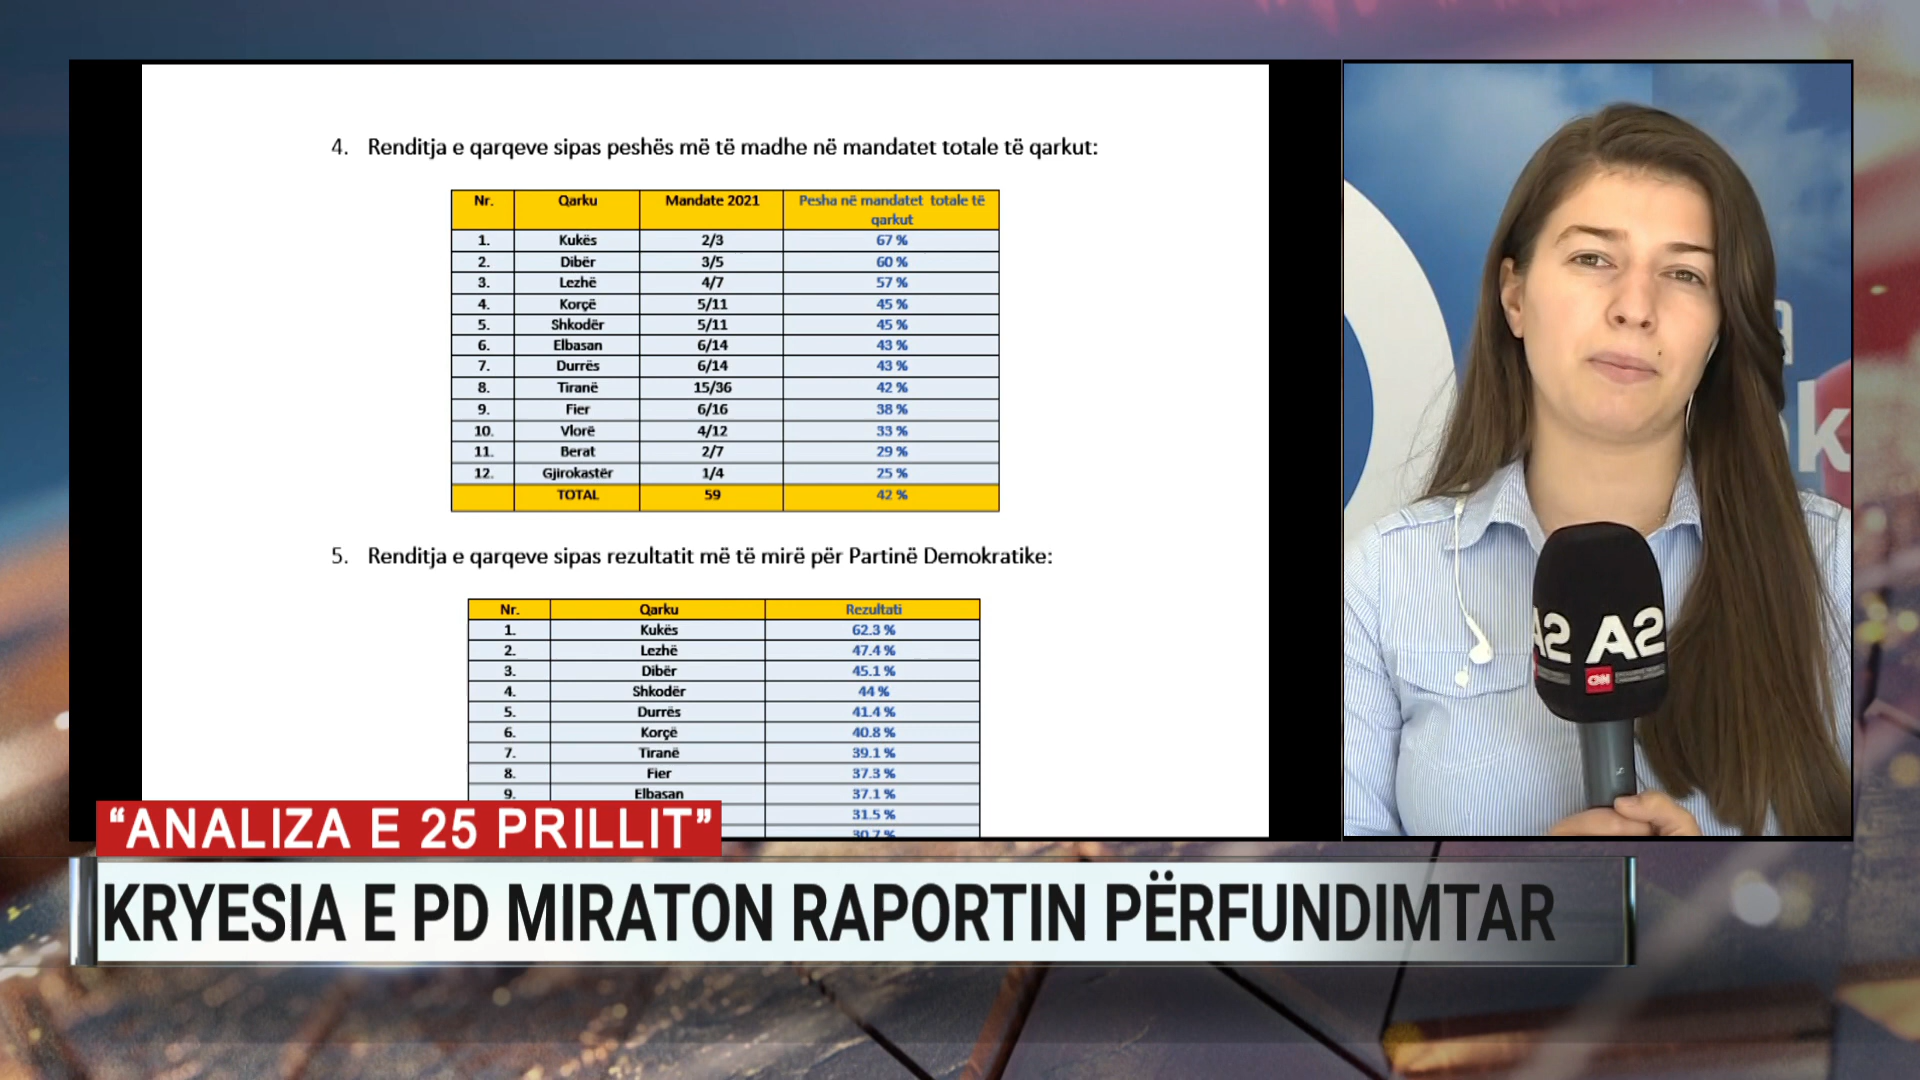 4. Renditja e qarqeve sipas peshës më të madhe në mandatet totale të qarkut:
Nr. Qarku Mandate 2021 Pesha në mandatet totale të qarkut
1. Kukës 2/3 67 %
2. Dibër 3/5 60 %
3. Lezhë 4/7 57 %
4. Korçë 5/11 45 %
5. Shkodër 5/11 45 %
6. Elbasan 6/14 43 %
7. Durrës 6/14 43 %
8. Tiranë 15/36 42 %
9. Fier 6/16 38 %
10. Vlorë 4/12 33 %
11. Berat 2/7 29 %
12. Gjirokastër 1/4 25 %
TOTAL 59 42 %
5. Renditja e qarqeve sipas rezultatit më të mirë për Partinë Demokratike:
Nr. Qarku Rezultati
1. Kukës 62.3 %
2. Lezhë 47.4 %
3. Dibër 45.1 %
4. Shkodër 44 %
5. Durrës 41.4 %
6. Korçë 40.8 %
7. Tiranë 39.1 %
8. Fier 37.3 %
9. Elbasan 37.1 %
31.5 %
30.7 %
A2 A2
CNN
"ANALIZA E 25 PRILLIT"
KRYESIA E PD MIRATON RAPORTIN PËRFUNDIMTAR